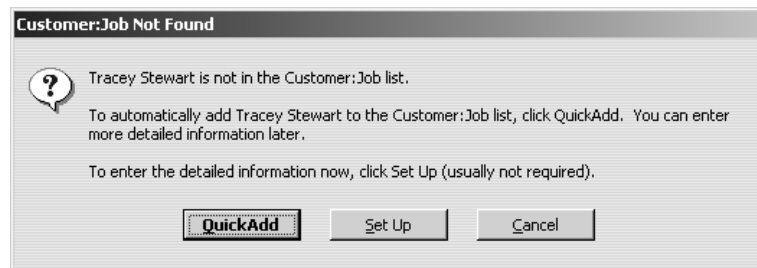 Customer:Job Not Found
Tracey Stewart is not in the Customer:Job list.
To automatically add Tracey Stewart to the Customer:Job list, click QuickAdd. You can enter
more detailed information later.
To enter the detailed information now, click Set Up (usually not required).
QuickAdd Set Up Cancel